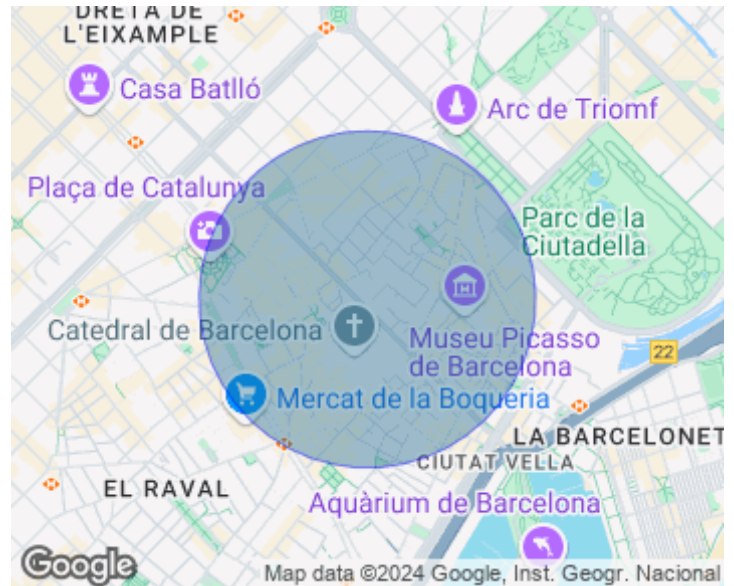 DRETA DE
L'EIXAMPLE
Casa Batlló
Arc de Triomf
Plaça de Catalunya
Parc de la
Ciutadella
Catedral de Barcelona
Museu Picasso
de Barcelona
22
Mercat de la Boqueria
LA BARCELONET
CIUTAT VELLA
EL RAVAL
Aquàrium de Barcelona
Google
Map data ©2024 Google, Inst. Geogr. Nacional